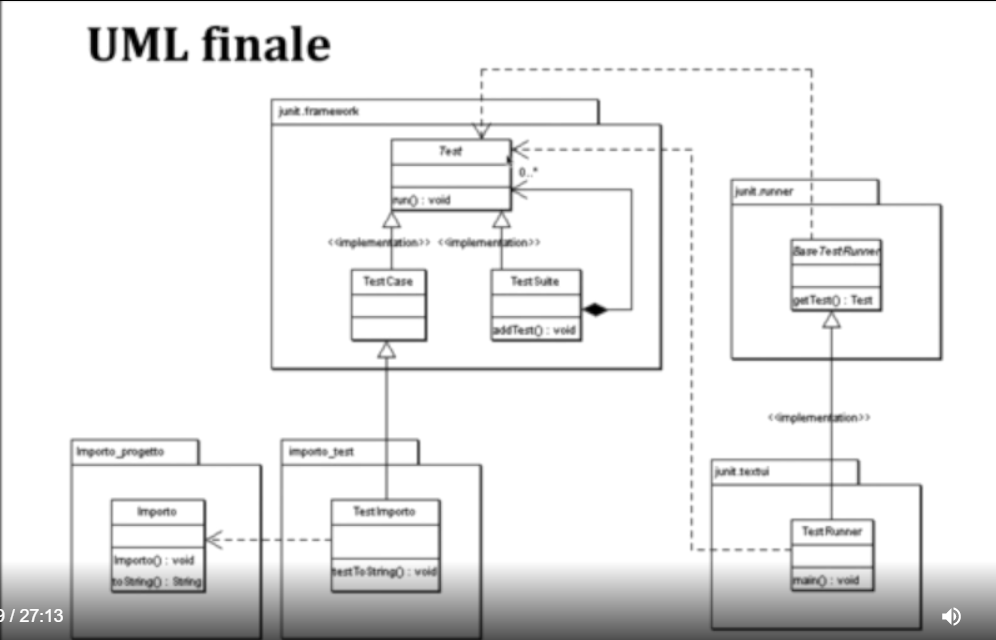 UML finale
junit.framework
Test
0..*
run() : void
<<implementation>> <<implementation>>
TestCase
TestSuite
addTest() : void
junit.runner
BaseTestRunner
getTest() : Test
<<implementation>>
Importo_progetto
Importo
Importo() : void
toString() : String
importo_test
TestImporto
testToString() : void
junit.textui
TestRunner
main() : void
9 / 27:13